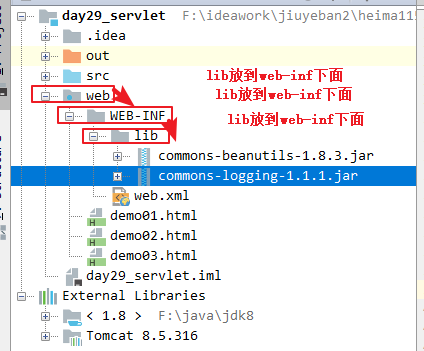 day29_servlet F:\ideawork\jiuyeban2\heima115
.idea
out
src lib放到web-inf下面
web lib放到web-inf下面
WEB-INF lib放到web-inf下面
lib
commons-beanutils-1.8.3.jar
commons-logging-1.1.1.jar
web.xml
demo01.html
demo02.html
demo03.html
day29_servlet.iml
External Libraries
< 1.8 > F:\java\jdk8
Tomcat 8.5.316